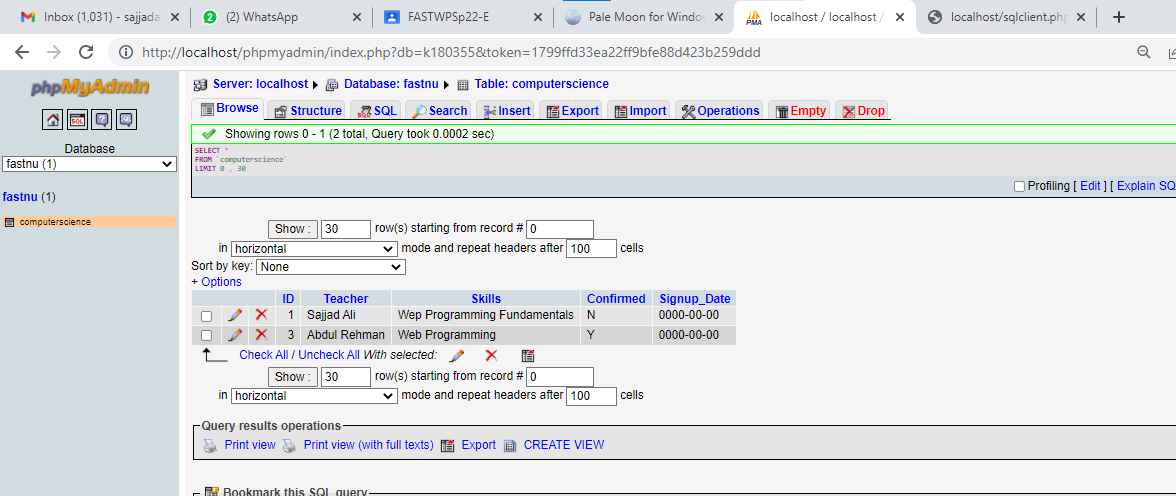 Inbox (1,031) - sajjada
(2) WhatsApp
FASTWPSp22-E
Pale Moon for Window
localhost / localhost /
localhost/sqlclient.php
http://localhost/phpmyadmin/index.php?db=k180355&token=1799ffd33ea22ff9bfe88d423b259ddd
phpMyAdmin
SQL
Database
fastnu (1)
fastnu (1)
computerscience
Server: localhost Database: fastnu Table: computerscience
Browse Structure SQL Search Insert Export Import Operations Empty Drop
Showing rows 0 - 1 (2 total, Query took 0.0002 sec)
SELECT *
FROM `computerscience`
LIMIT 0 , 30
Profiling [ Edit ] [ Explain SQ
Show : 30 row(s) starting from record # 0
in horizontal mode and repeat headers after 100 cells
Sort by key: None
+ Options
ID Teacher Skills Confirmed Signup_Date
1 Sajjad Ali Wep Programming Fundamentals N 0000-00-00
3 Abdul Rehman Web Programming Y 0000-00-00
Check All / Uncheck All With selected:
Show : 30 row(s) starting from record # 0
in horizontal mode and repeat headers after 100 cells
Query results operations
Print view Print view (with full texts) Export CREATE VIEW
Bookmark this SQL query